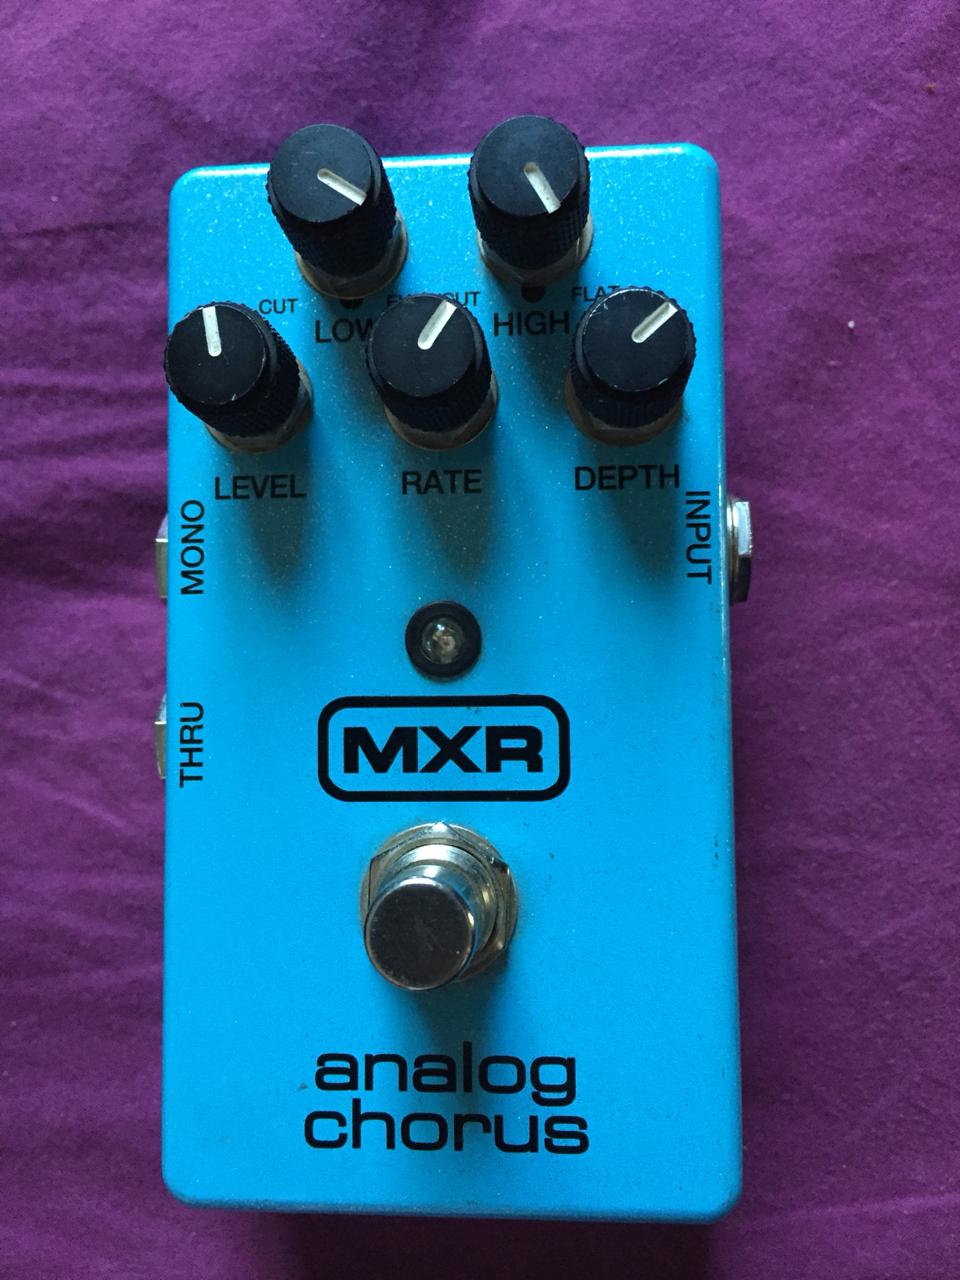 CUT
FLAT
LOW
HIGH
LEVEL
RATE
DEPTH
MONO
INPUT
THRU
MXR
analog
chorus